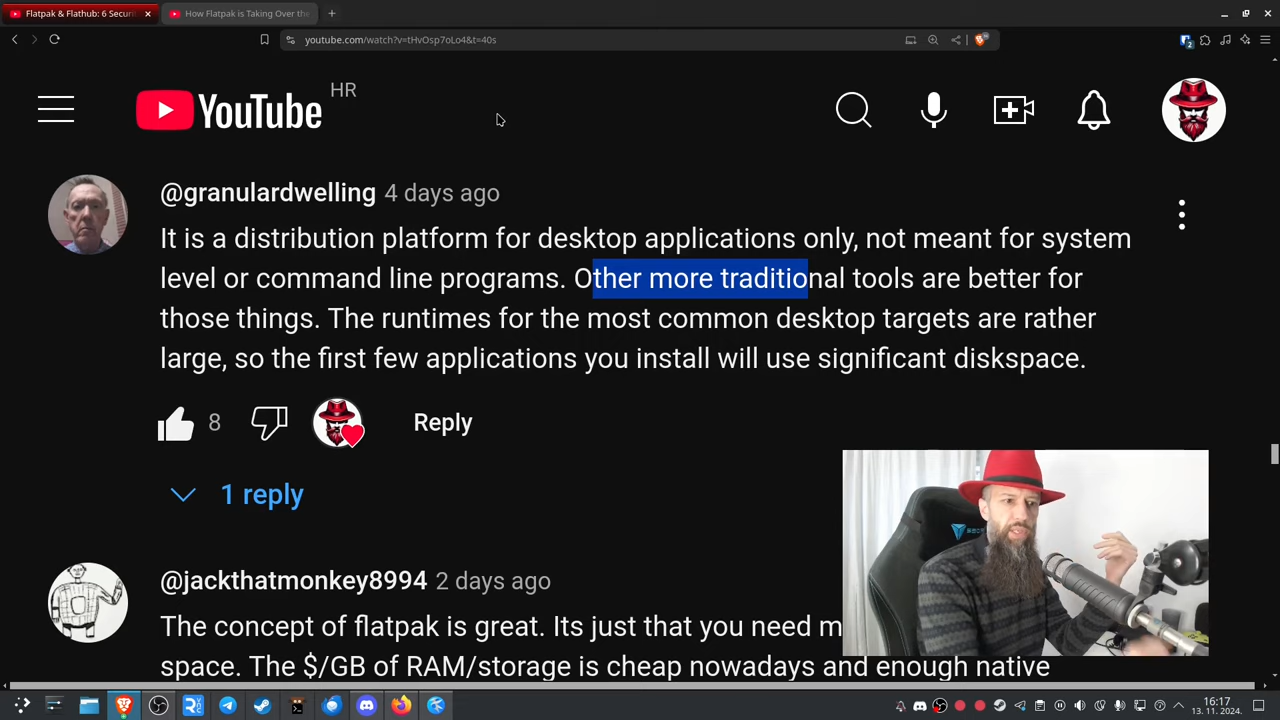 Flatpak & Flathub: 6 Securi
How Flatpak is Taking Over the
youtube.com/watch?v=tHvOsp7oLo4&t=40s
YouTube HR
@granulardwelling 4 days ago
It is a distribution platform for desktop applications only, not meant for system
level or command line programs. Other more traditional tools are better for
those things. The runtimes for the most common desktop targets are rather
large, so the first few applications you install will use significant diskspace.
8
Reply
1 reply
@jackthatmonkey8994 2 days ago
The concept of flatpak is great. Its just that you need m
space. The $/GB of RAM/storage is cheap nowadays and enough native
16:17
13. 11. 2024.